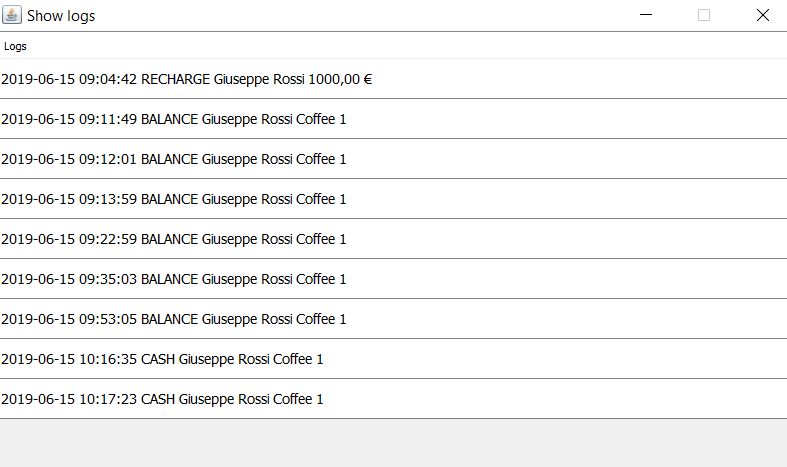 Show logs
Logs
2019-06-15 09:04:42 RECHARGE Giuseppe Rossi 1000,00 €
2019-06-15 09:11:49 BALANCE Giuseppe Rossi Coffee 1
2019-06-15 09:12:01 BALANCE Giuseppe Rossi Coffee 1
2019-06-15 09:13:59 BALANCE Giuseppe Rossi Coffee 1
2019-06-15 09:22:59 BALANCE Giuseppe Rossi Coffee 1
2019-06-15 09:35:03 BALANCE Giuseppe Rossi Coffee 1
2019-06-15 09:53:05 BALANCE Giuseppe Rossi Coffee 1
2019-06-15 10:16:35 CASH Giuseppe Rossi Coffee 1
2019-06-15 10:17:23 CASH Giuseppe Rossi Coffee 1